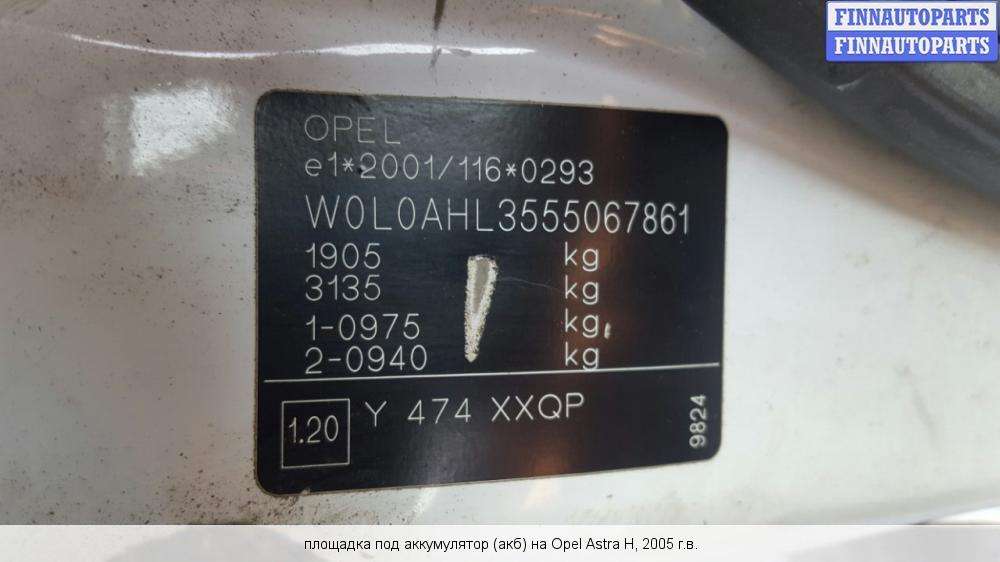 FINNAUTOPARTS
FINNAUTOPARTS
OPEL
e1*2001/116*0293
W0L0AHL3555067861
1905 kg
3135 kg
1-0975 kg
2-0940 kg
1.20 Y 474 XXQP
9824
площадка под аккумулятор (акб) на Opel Astra H, 2005 г.в.